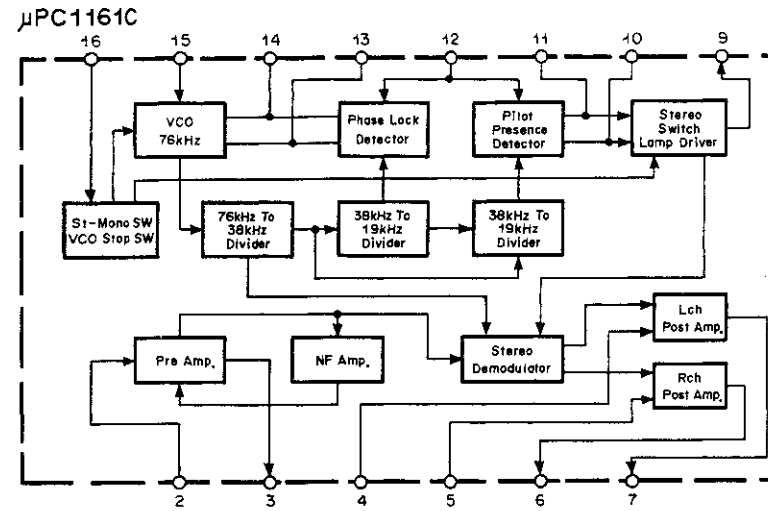 μPC1161C
16 15 14 13 12 11 10 9
VCO
76kHz
Phase Lock
Detector
Pilot
Presence
Detector
Stereo
Switch
Lamp Driver
St-Mono SW
VCO Stop SW
76kHz To
38kHz
Divider
38kHz To
19kHz
Divider
38kHz To
19kHz
Divider
Pre Amp.
NF Amp.
Stereo
Demodulator
Lch
Post Amp.
Rch
Post Amp.
2 3 4 5 6 7